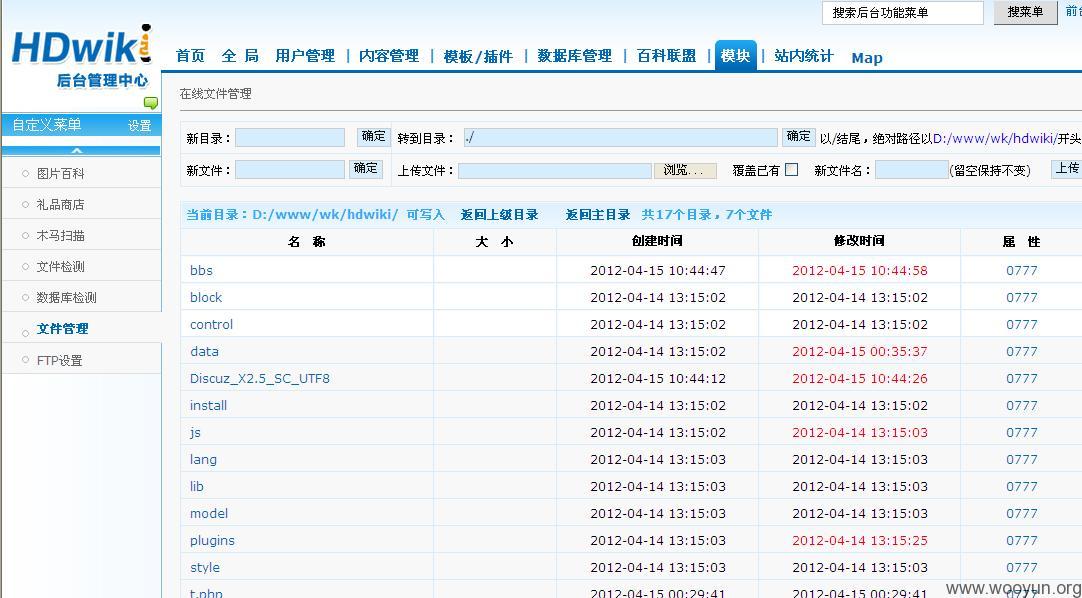 搜索后台功能菜单 搜菜单 前台
HDwiki
后台管理中心
首页 全 局 用户管理 | 内容管理 | 模板/插件 | 数据库管理 | 百科联盟 | 模块 | 站内统计 Map
在线文件管理
自定义菜单 设置
图片百科
礼品商店
木马扫描
文件检测
数据库检测
文件管理
FTP设置
新目录： 确定 转到目录： ./ 确定 以/结尾，绝对路径以D:/www/wk/hdwiki/开头
新文件： 确定 上传文件： 浏览... 覆盖已有 新文件名： (留空保持不变) 上传
当前目录：D:/www/wk/hdwiki/ 可写入 返回上级目录 返回主目录 共17个目录，7个文件
名 称 大 小 创建时间 修改时间 属 性
bbs 2012-04-15 10:44:47 2012-04-15 10:44:58 0777
block 2012-04-14 13:15:02 2012-04-14 13:15:02 0777
control 2012-04-14 13:15:02 2012-04-14 13:15:02 0777
data 2012-04-14 13:15:02 2012-04-15 00:35:37 0777
Discuz_X2.5_SC_UTF8 2012-04-15 10:44:12 2012-04-15 10:44:26 0777
install 2012-04-14 13:15:02 2012-04-14 13:15:02 0777
js 2012-04-14 13:15:02 2012-04-14 13:15:03 0777
lang 2012-04-14 13:15:03 2012-04-14 13:15:03 0777
lib 2012-04-14 13:15:03 2012-04-14 13:15:03 0777
model 2012-04-14 13:15:03 2012-04-14 13:15:03 0777
plugins 2012-04-14 13:15:03 2012-04-14 13:15:25 0777
style 2012-04-14 13:15:03 2012-04-14 13:15:03 0777
t.php 2012-04-15 00:29:41 2012-04-15 00:29:41 0777
www.wooyun.org